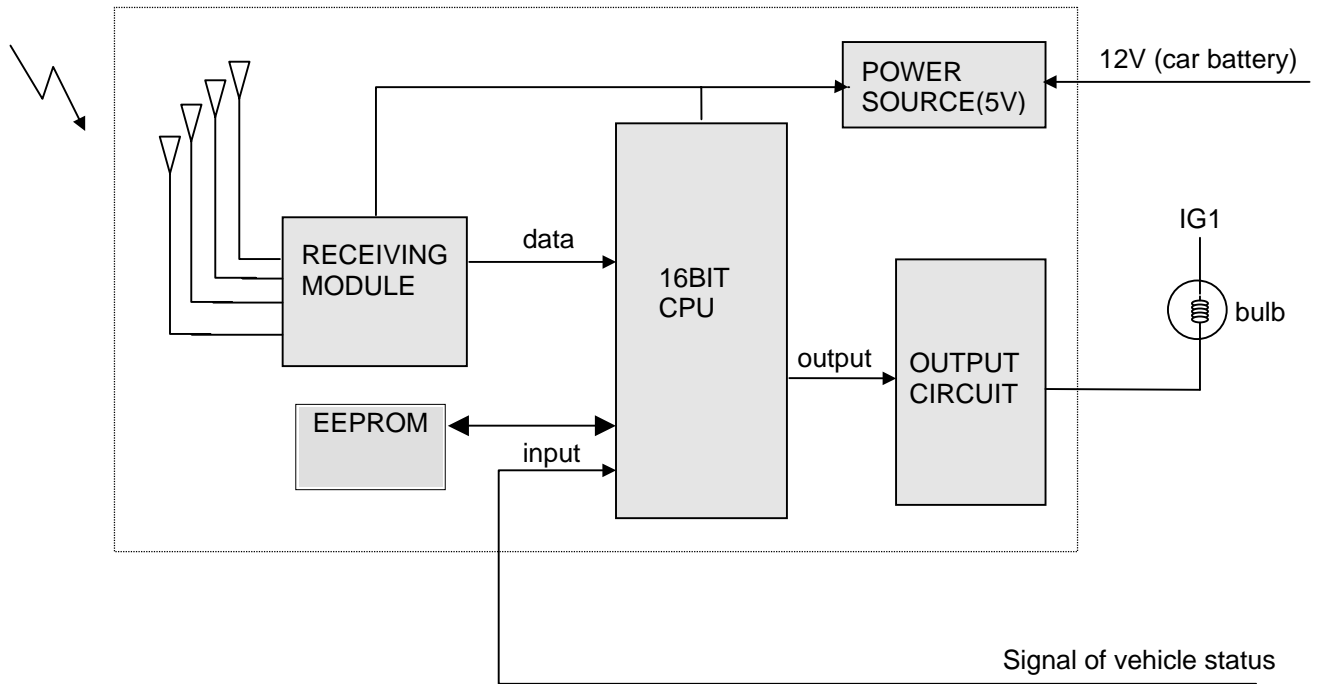 POWER
SOURCE(5V)
12V (car battery)
RECEIVING
MODULE
data
16BIT
CPU
IG1
bulb
output
OUTPUT
CIRCUIT
EEPROM
input
Signal of vehicle status